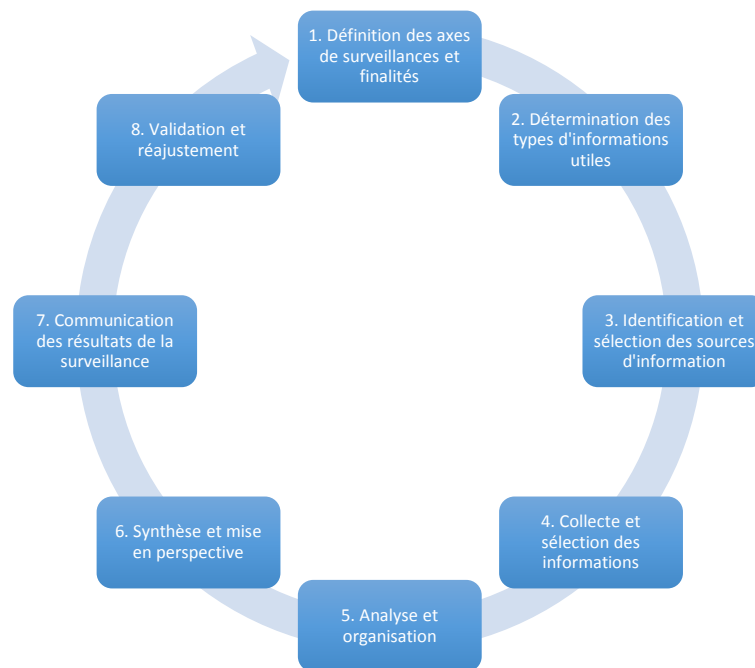 1. Définition des axes
de surveillances et
finalités
2. Détermination des
types d'informations
utiles
3. Identification et
sélection des sources
d'information
4. Collecte et
sélection des
informations
5. Analyse et
organisation
6. Synthèse et mise
en perspective
7. Communication
des résultats de la
surveillance
8. Validation et
réajustement